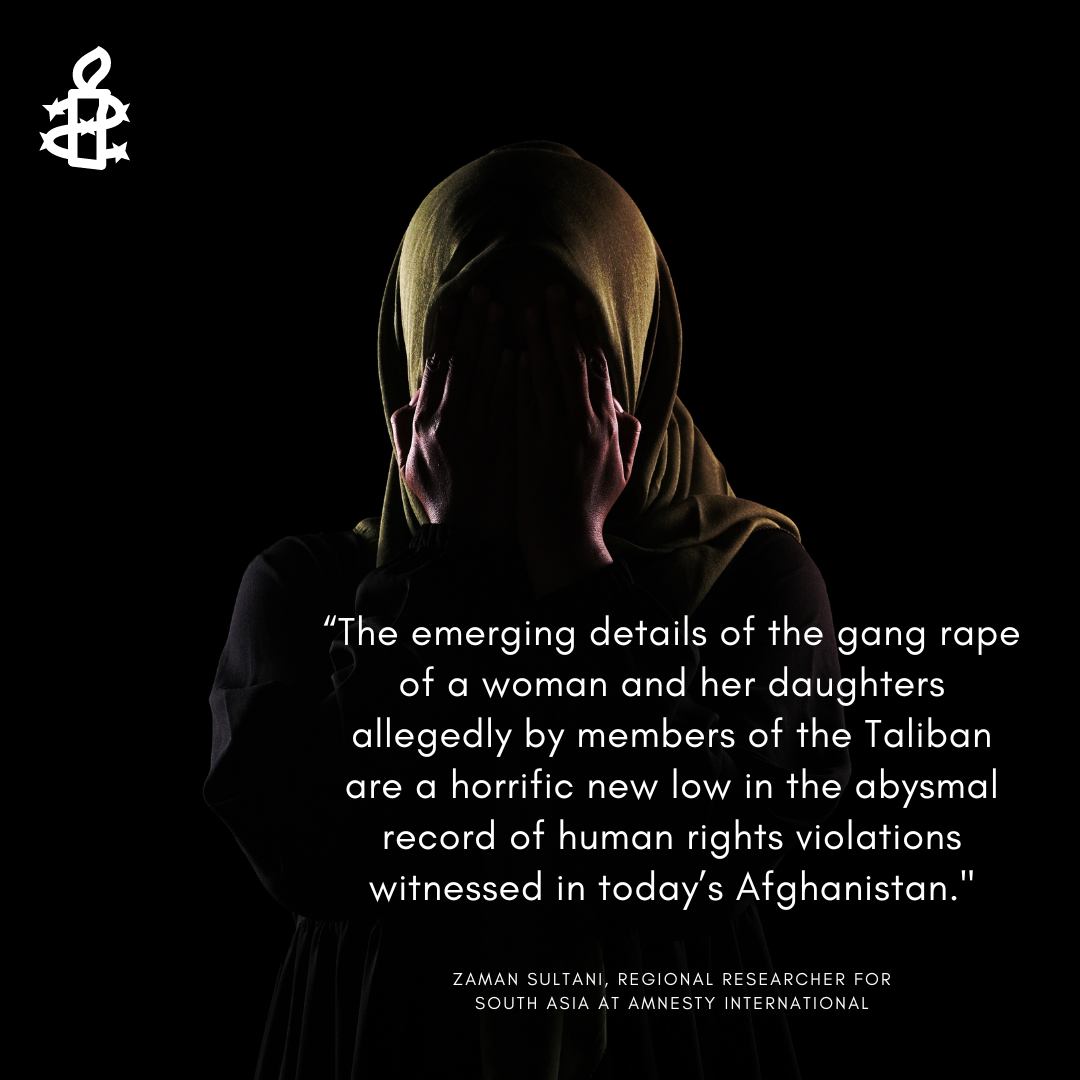 “The emerging details of the gang rape
of a woman and her daughters
allegedly by members of the Taliban
are a horrific new low in the abysmal
record of human rights violations
witnessed in today’s Afghanistan."
ZAMAN SULTANI, REGIONAL RESEARCHER FOR
SOUTH ASIA AT AMNESTY INTERNATIONAL